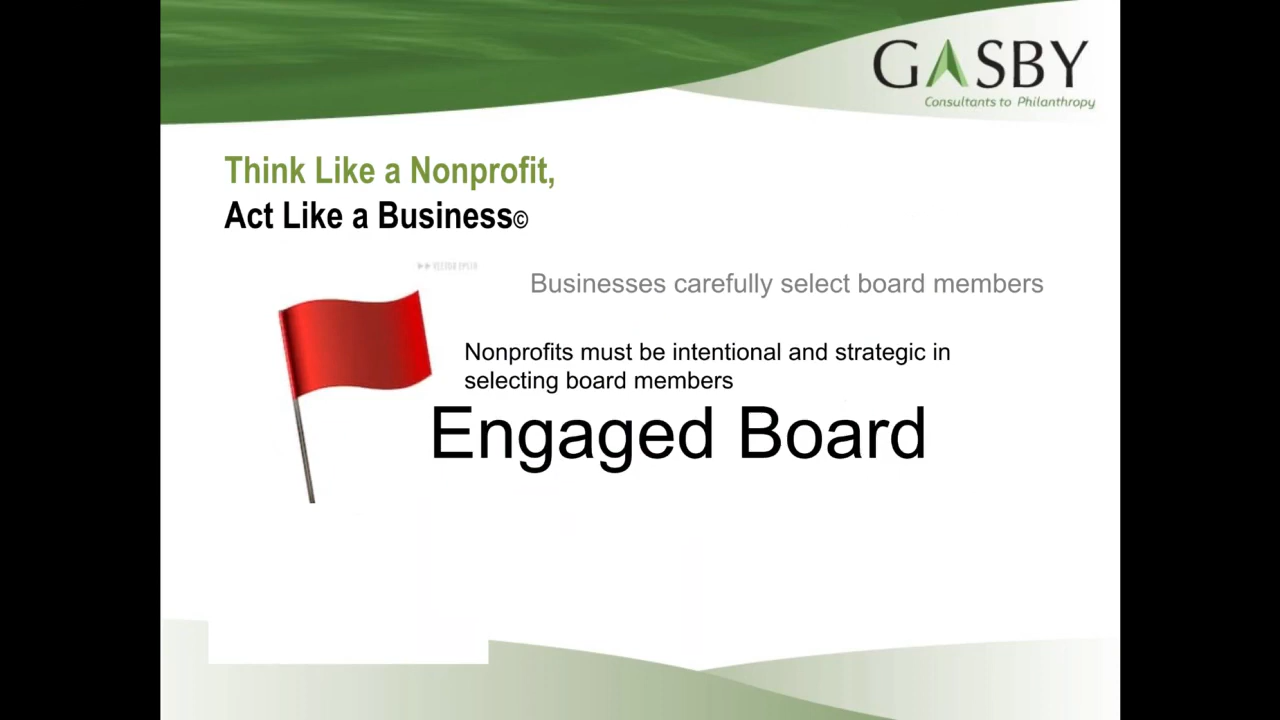 GASBY
Consultants to Philanthropy
Think Like a Nonprofit,
Act Like a Business©
Businesses carefully select board members
Nonprofits must be intentional and strategic in
selecting board members
Engaged Board